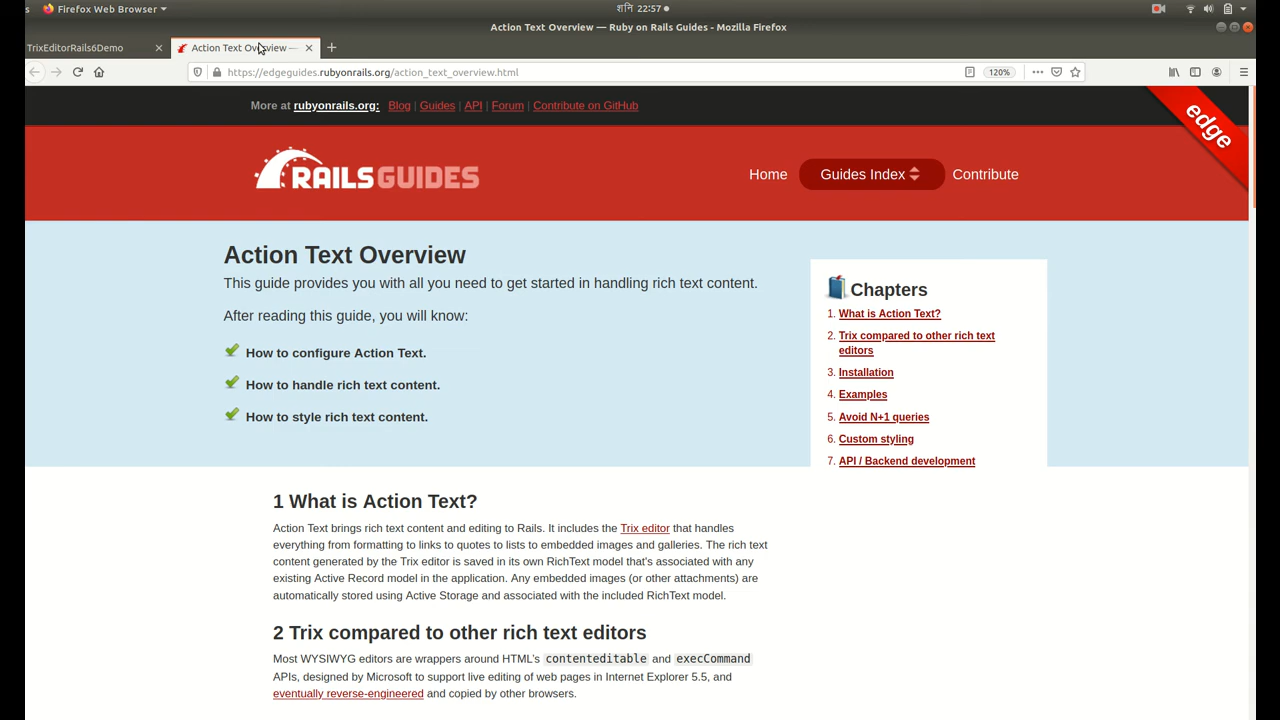 s Firefox Web Browser
শনি 22:57
Action Text Overview — Ruby on Rails Guides - Mozilla Firefox
TrixEditorRails6Demo
Action Text Overview —
https://edgeguides.rubyonrails.org/action_text_overview.html
120%
More at rubyonrails.org: Blog | Guides | API | Forum | Contribute on GitHub
edge
RAILSGUIDES
Home
Guides Index
Contribute
Action Text Overview
This guide provides you with all you need to get started in handling rich text content.
After reading this guide, you will know:
How to configure Action Text.
How to handle rich text content.
How to style rich text content.
Chapters
1. What is Action Text?
2. Trix compared to other rich text
editors
3. Installation
4. Examples
5. Avoid N+1 queries
6. Custom styling
7. API / Backend development
1 What is Action Text?
Action Text brings rich text content and editing to Rails. It includes the Trix editor that handles
everything from formatting to links to quotes to lists to embedded images and galleries. The rich text
content generated by the Trix editor is saved in its own RichText model that's associated with any
existing Active Record model in the application. Any embedded images (or other attachments) are
automatically stored using Active Storage and associated with the included RichText model.
2 Trix compared to other rich text editors
Most WYSIWYG editors are wrappers around HTML's contenteditable and execCommand
APIs, designed by Microsoft to support live editing of web pages in Internet Explorer 5.5, and
eventually reverse-engineered and copied by other browsers.